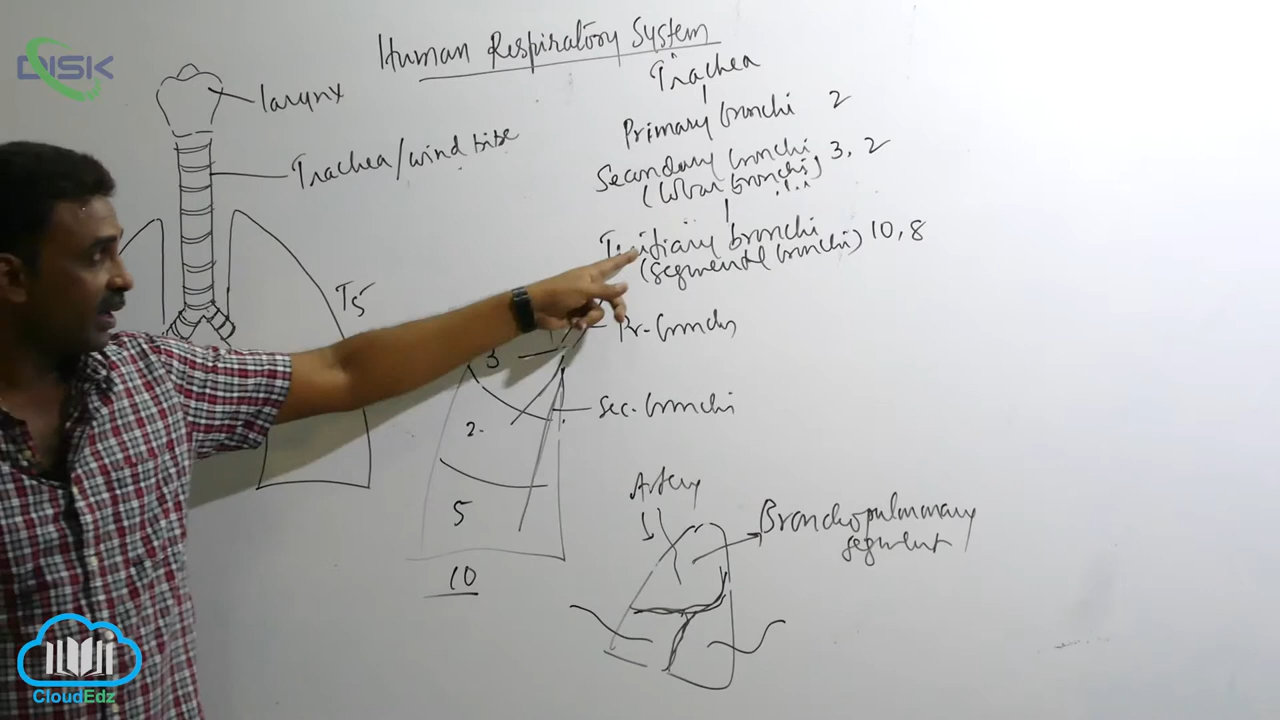 DISK
Human Respiratory System
larynx
Trachea/wind pipe
T5
Trachea
Primary bronchi 2
Secondary bronchi 3, 2
(lobar bronchi)
Tertiary bronchi 10, 8
(segmental bronchi)
Pr. bronchi
3
Sec. bronchi
2.
5
10
Artery
Bronchopulmonary
segment
CloudEdz